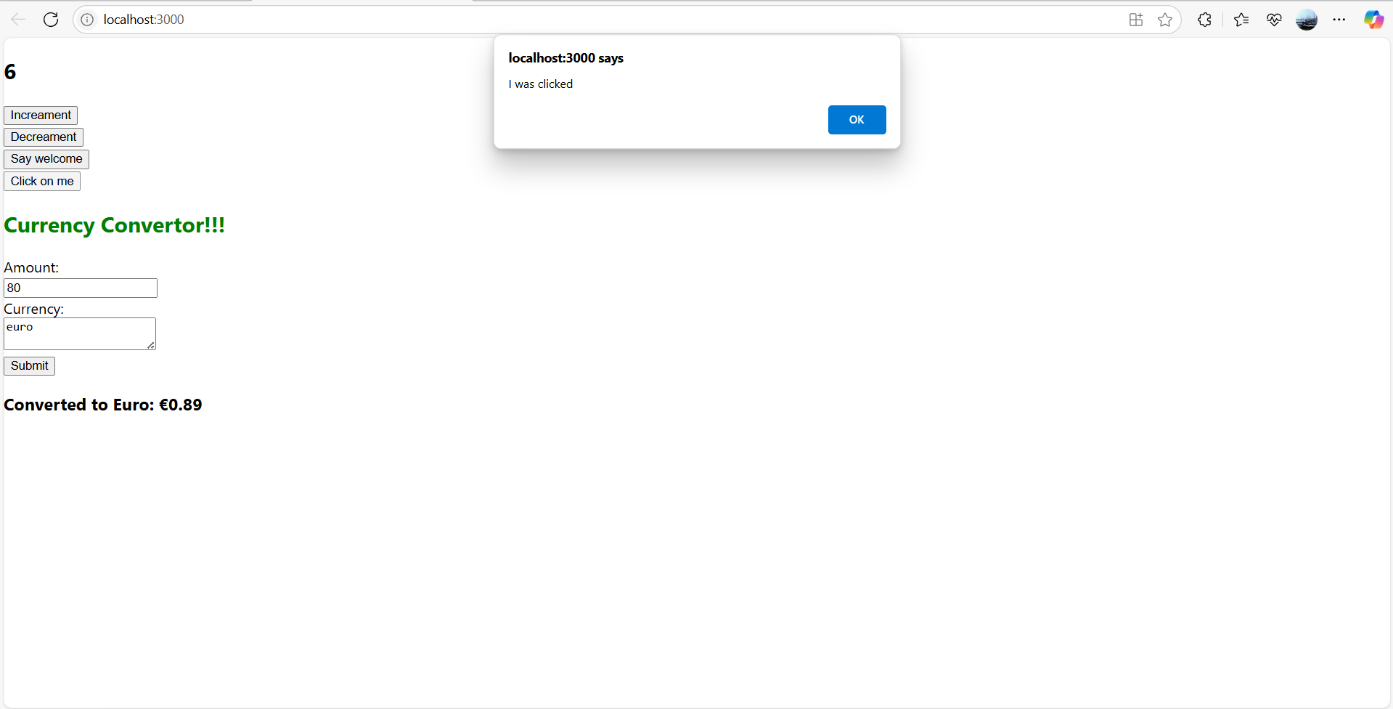 localhost:3000
localhost:3000 says
I was clicked
OK
6
Increament
Decreament
Say welcome
Click on me
Currency Convertor!!!
Amount:
80
Currency:
euro
Submit
Converted to Euro: €0.89